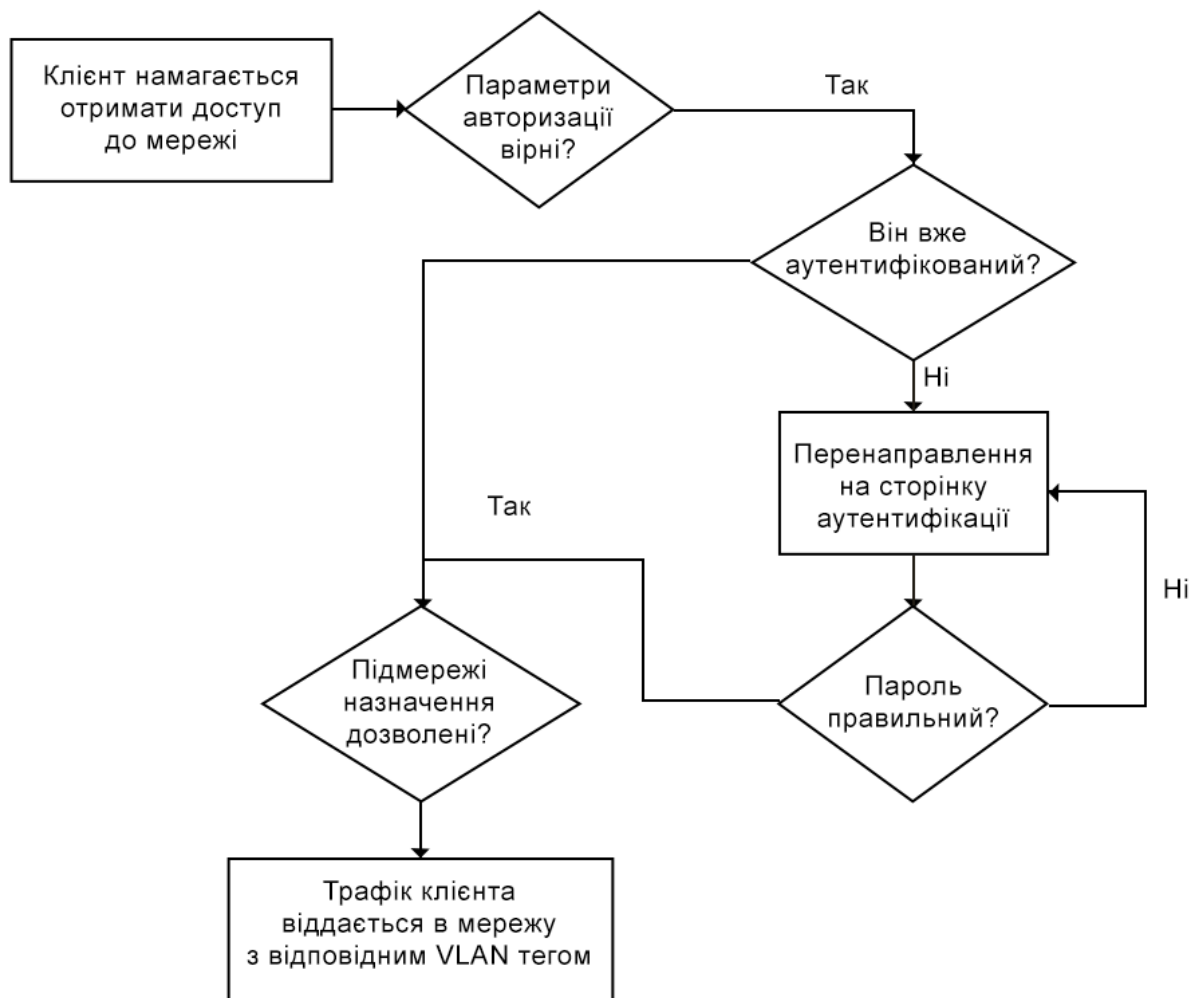 Клієнт намагається
отримати доступ
до мережі
Параметри
авторизації
вірні?
Так
Він вже
аутентифікований?
Ні
Перенаправлення
на сторінку
аутентифікації
Так
Ні
Підмережі
назначення
дозволені?
Пароль
правильний?
Трафік клієнта
віддається в мережу
з відповідним VLAN тегом